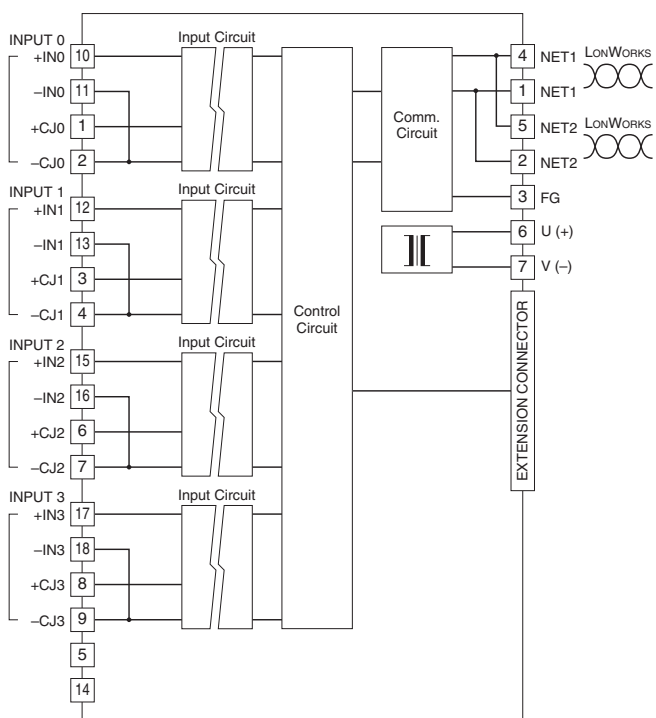 INPUT 0
Input Circuit
+IN0 10
−IN0 11
+CJ0 1
−CJ0 2
INPUT 1
Input Circuit
+IN1 12
−IN1 13
+CJ1 3
−CJ1 4
INPUT 2
Input Circuit
+IN2 15
−IN2 16
+CJ2 6
−CJ2 7
INPUT 3
Input Circuit
+IN3 17
−IN3 18
+CJ3 8
−CJ3 9
5
14
Control
Circuit
Comm.
Circuit
4 NET1 LONWORKS
1 NET1
5 NET2 LONWORKS
2 NET2
3 FG
6 U (+)
7 V (–)
EXTENSION CONNECTOR